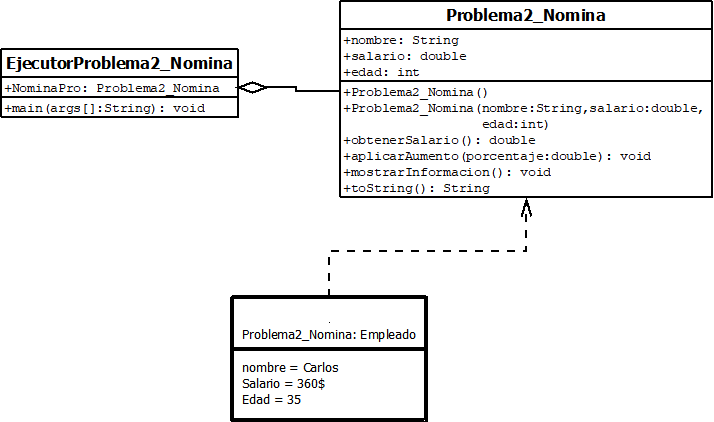 Problema2_Nomina
+nombre: String
+salario: double
+edad: int
+Problema2_Nomina()
+Problema2_Nomina(nombre:String,salario:double,
edad:int)
+obtenerSalario(): double
+aplicarAumento(porcentaje:double): void
+mostrarInformacion(): void
+toString(): String
EjecutorProblema2_Nomina
+NominaPro: Problema2_Nomina
+main(args[]:String): void
Problema2_Nomina: Empleado
nombre = Carlos
Salario = 360$
Edad = 35